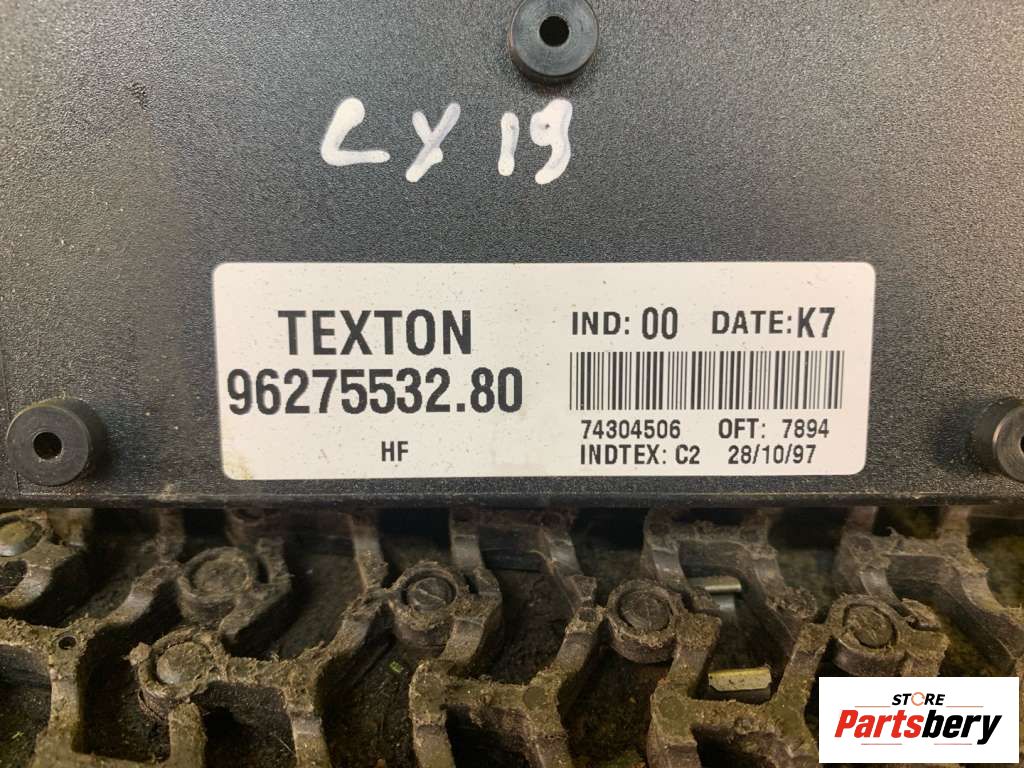 LY 19
TEXTON
96275532.80
HF
IND: 00 DATE: K7
74304506 OFT: 7894
INDTEX: C2 28/10/97
STORE
Partsbery